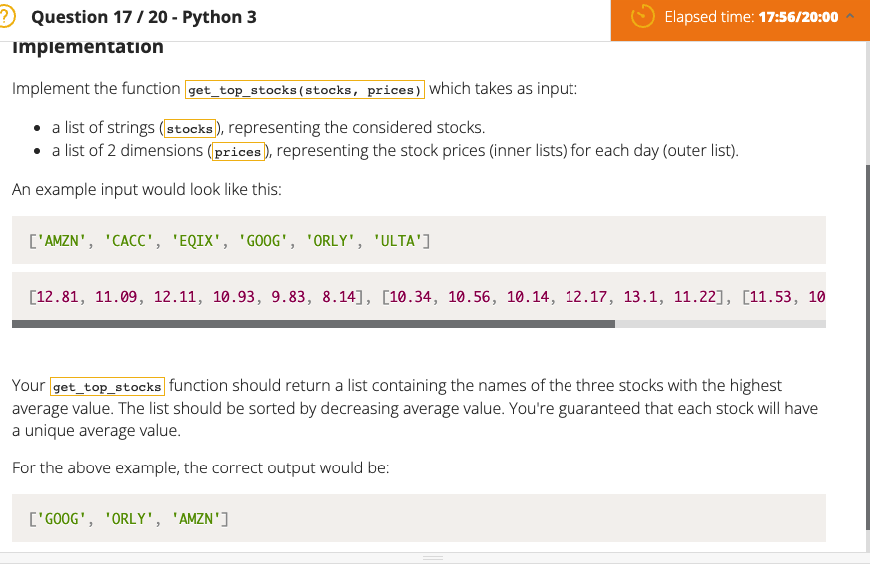 Question 17 / 20 - Python 3
Elapsed time: 17:56/20:00
Implementation
Implement the function get_top_stocks(stocks, prices) which takes as input:
• a list of strings (stocks), representing the considered stocks.
• a list of 2 dimensions (prices), representing the stock prices (inner lists) for each day (outer list).
An example input would look like this:
['AMZN', 'CACC', 'EQIX', 'GOOG', 'ORLY', 'ULTA']
[12.81, 11.09, 12.11, 10.93, 9.83, 8.14], [10.34, 10.56, 10.14, 12.17, 13.1, 11.22], [11.53, 10
Your get_top_stocks function should return a list containing the names of the three stocks with the highest
average value. The list should be sorted by decreasing average value. You're guaranteed that each stock will have
a unique average value.
For the above example, the correct output would be:
['GOOG', 'ORLY', 'AMZN']